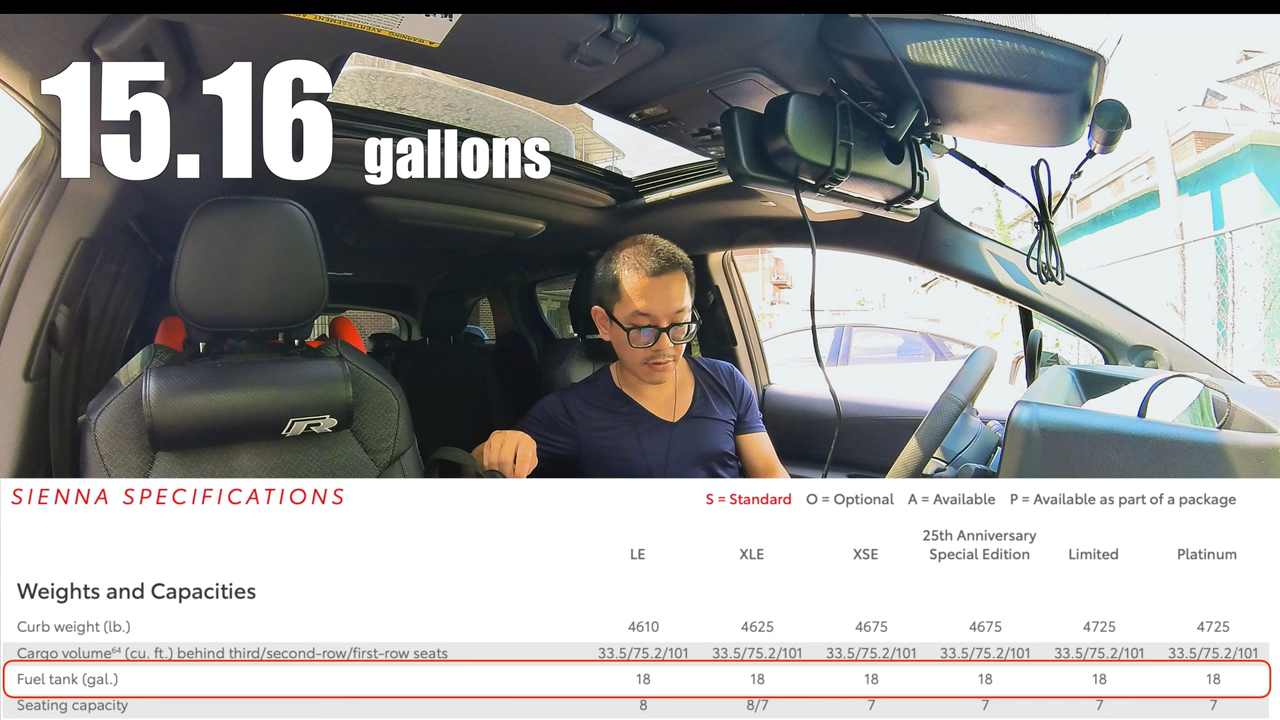 15.16 gallons
R
SIENNA SPECIFICATIONS
S = Standard O = Optional A = Available P = Available as part of a package
LE XLE XSE 25th Anniversary Special Edition Limited Platinum
Weights and Capacities
Curb weight (lb.) 4610 4625 4675 4675 4725 4725
Cargo volume⁶⁴ (cu. ft.) behind third/second-row/first-row seats 33.5/75.2/101 33.5/75.2/101 33.5/75.2/101 33.5/75.2/101 33.5/75.2/101 33.5/75.2/101
Fuel tank (gal.) 18 18 18 18 18 18
Seating capacity 8 8/7 7 7 7 7